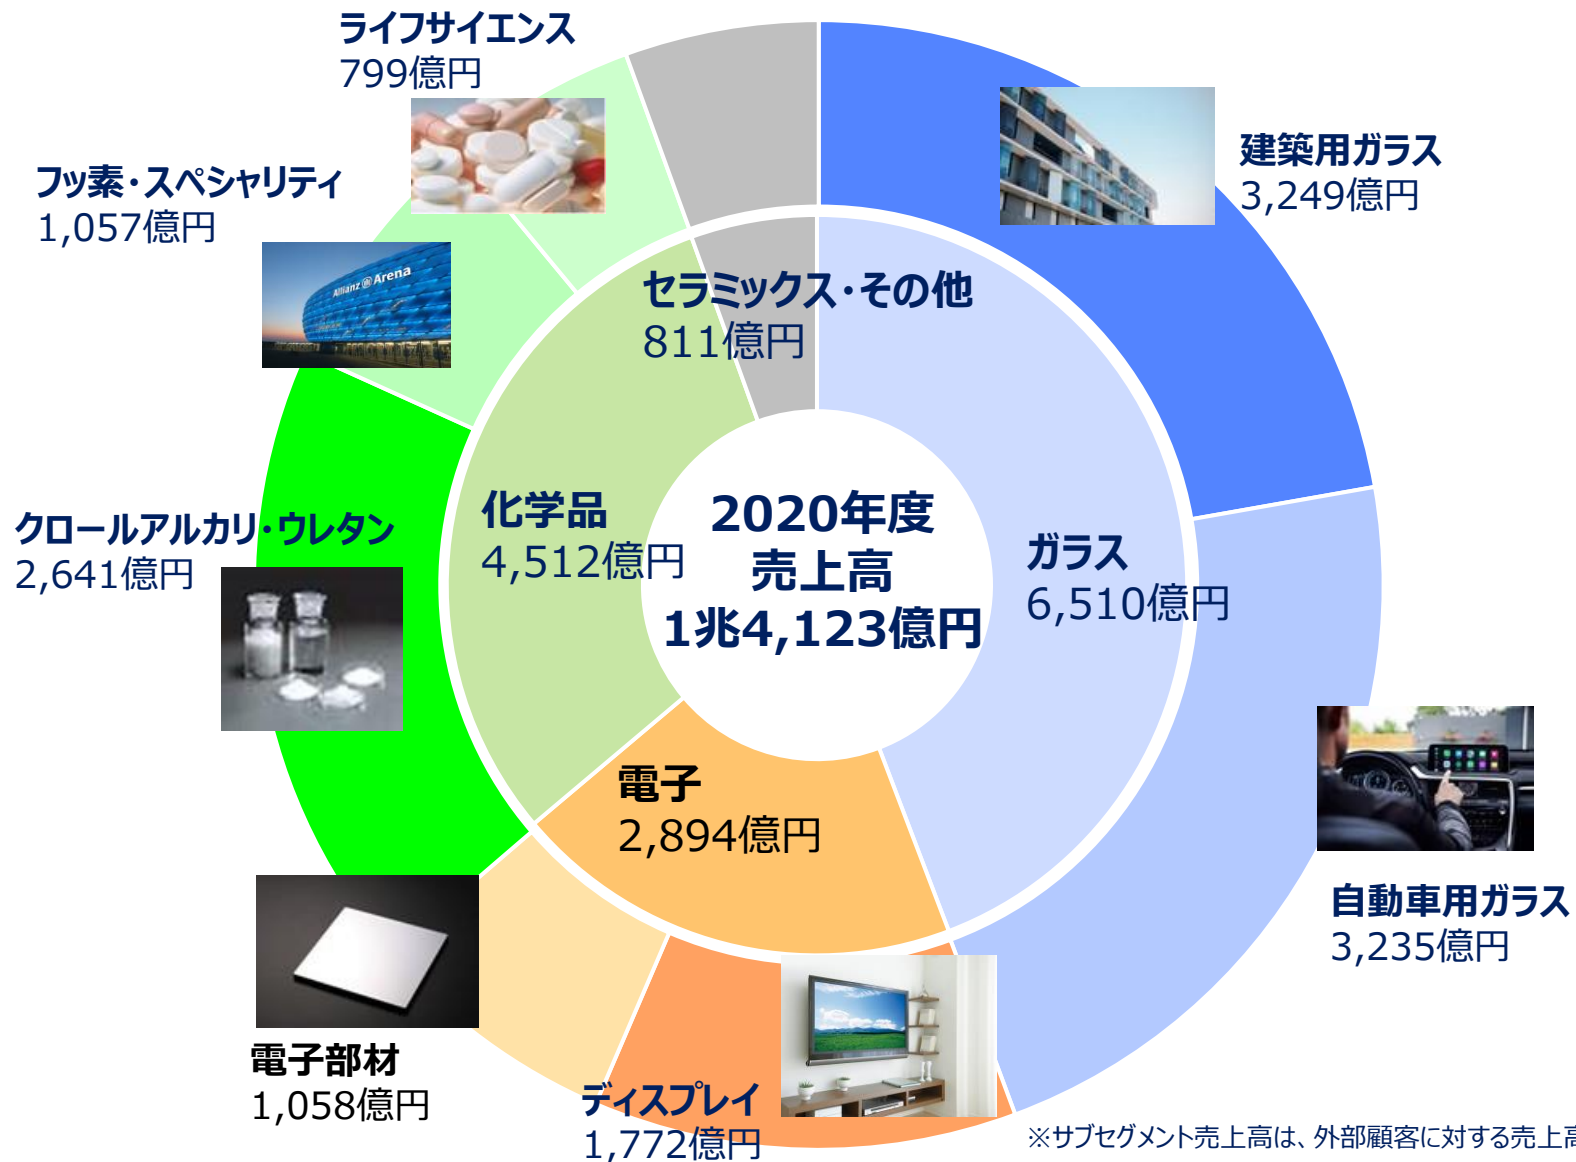 ライフサイエンス
799億円
フッ素・スペシャリティ
1,057億円
Allianz Arena
クロールアルカリ・ウレタン
2,641億円
電子部材
1,058億円
ディスプレイ
1,772億円
建築用ガラス
3,249億円
自動車用ガラス
3,235億円
セラミックス・その他
811億円
化学品
4,512億円
ガラス
6,510億円
電子
2,894億円
2020年度
売上高
1兆4,123億円
※サブセグメント売上高は、外部顧客に対する売上高